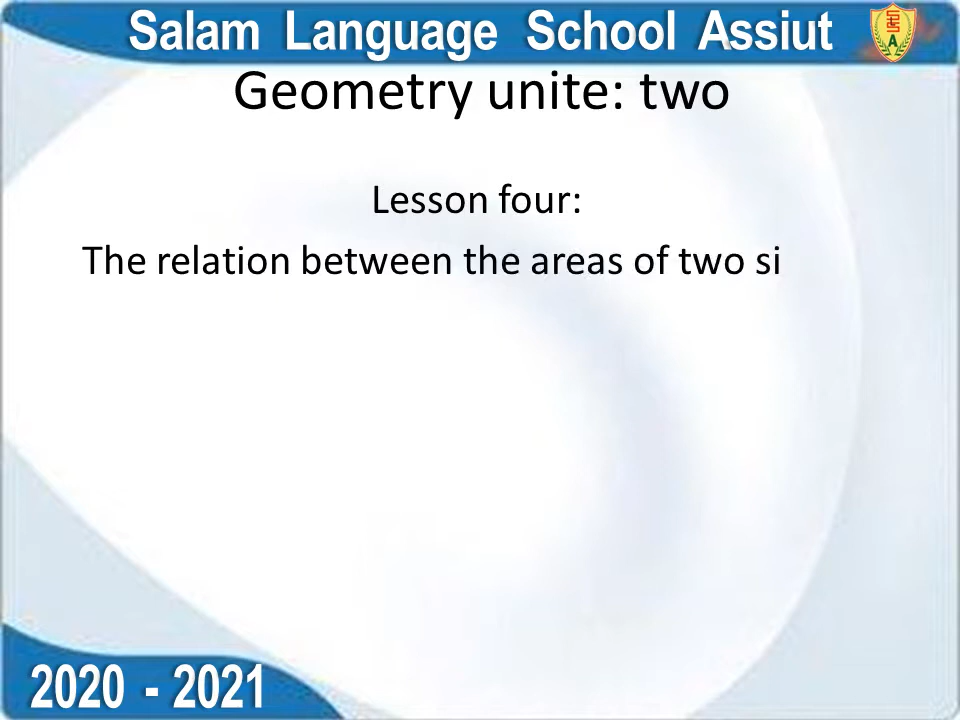 Salam Language School Assiut
Geometry unite: two
Lesson four:
The relation between the areas of two si
2020 - 2021